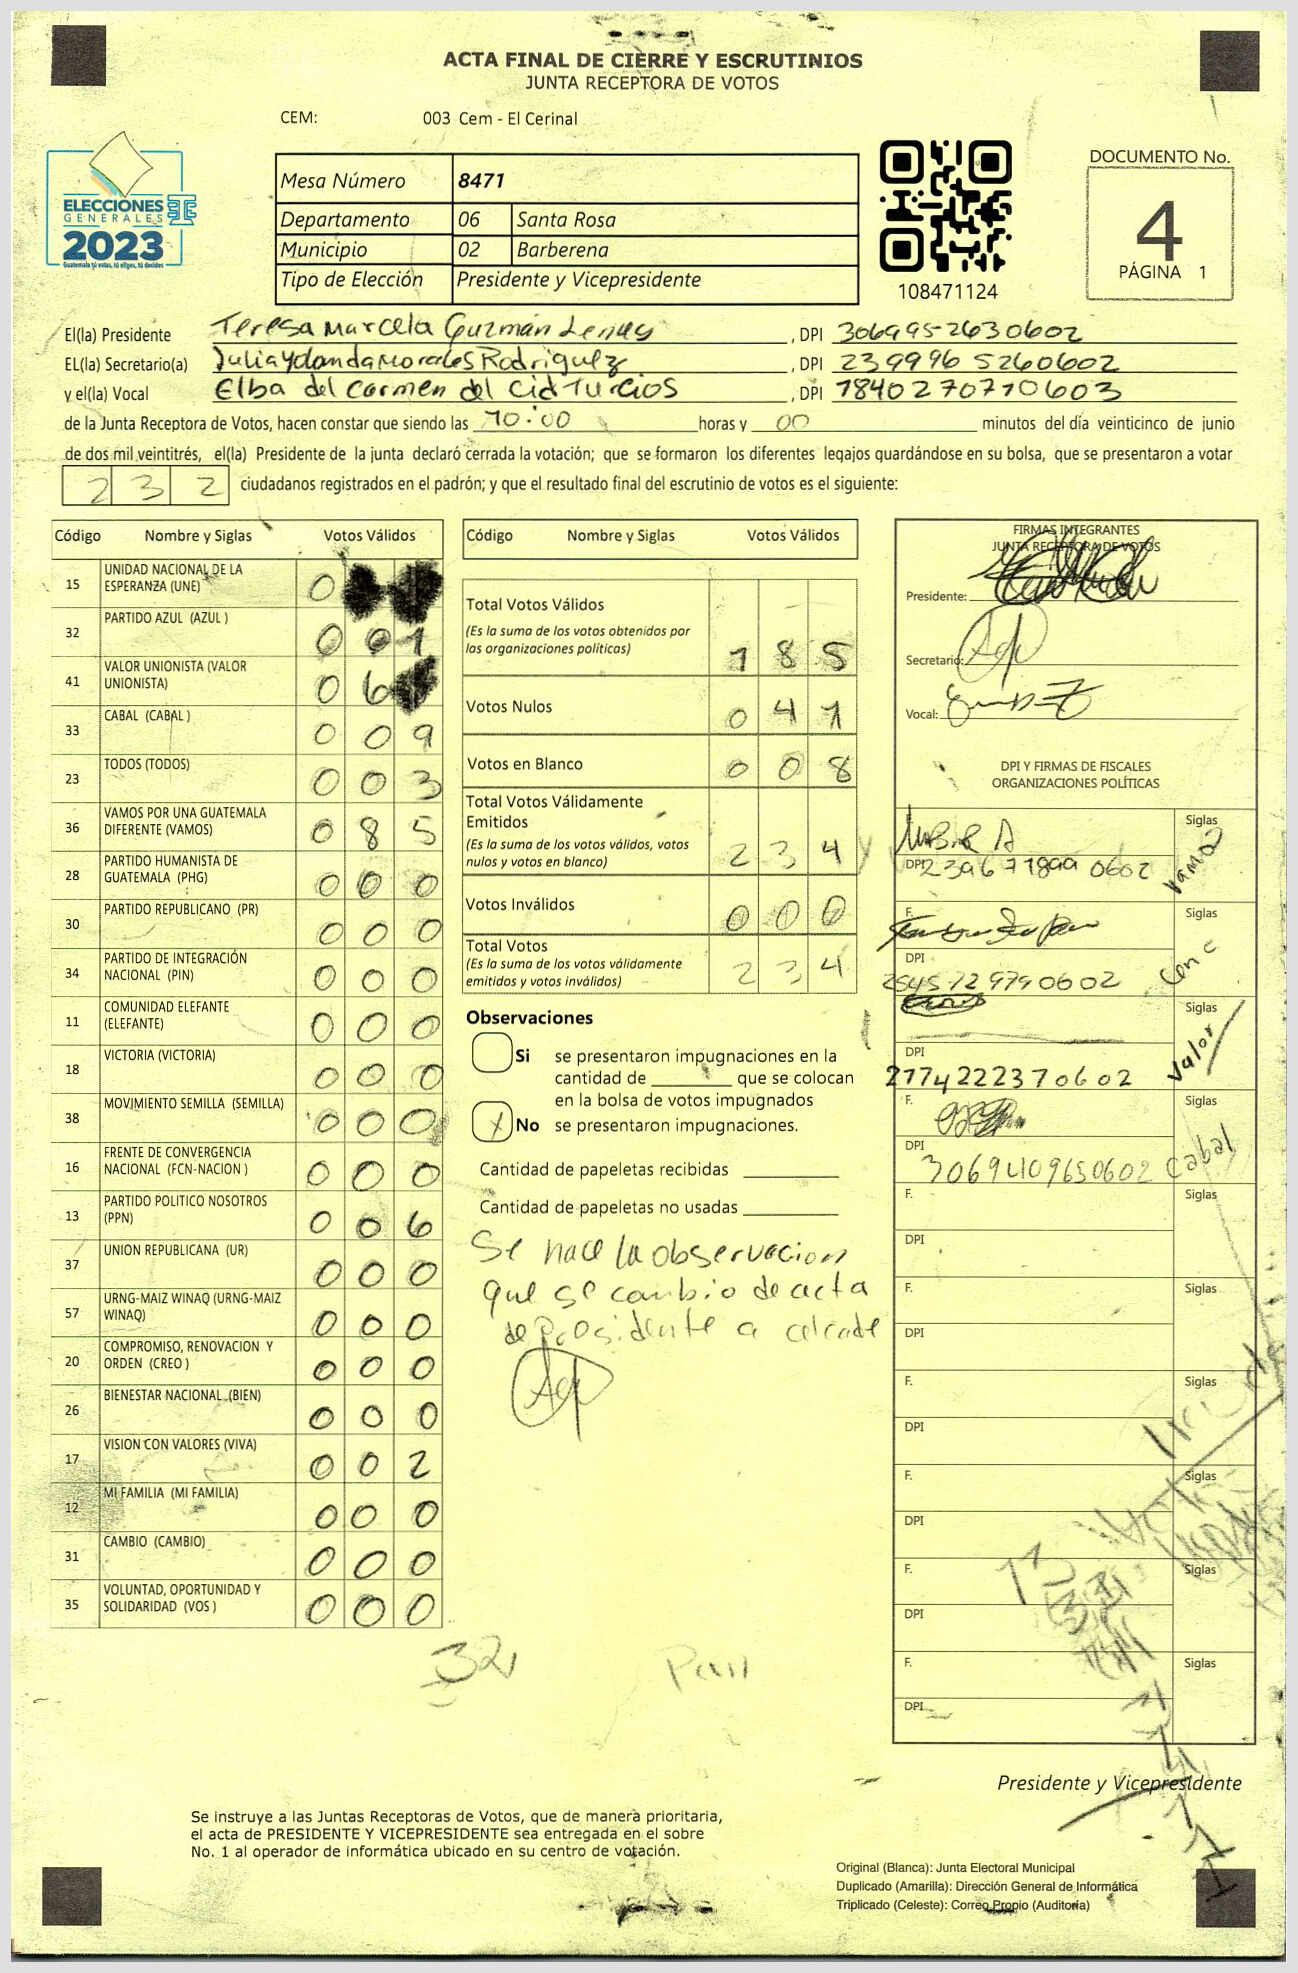 ACTA FINAL DE CIERRE Y ESCRUTINIOS
JUNTA RECEPTORA DE VOTOS
CEM: 003 Cem - El Cerinal
ELECCIONES
GENERALES
2023
Guatemala tú votas, tú eliges, tú decides
Mesa Número 8471
Departamento 06 Santa Rosa
Municipio 02 Barberena
Tipo de Elección Presidente y Vicepresidente
108471124
DOCUMENTO No.
4
PÁGINA 1
El(la) Presidente Teresa Marcela Guzmán , DPI 3069952630602
EL(la) Secretario(a) Julia Yolanda Morales Rodriguez , DPI 239996 5260602
y el(la) Vocal Elba del Carmen del Cid Turcios , DPI 1840270710603
de la Junta Receptora de Votos, hacen constar que siendo las 10:00 horas y 00 minutos del día veinticinco de junio
de dos mil veintitrés, el(la) Presidente de la junta declaró cerrada la votación; que se formaron los diferentes legajos guardándose en su bolsa, que se presentaron a votar
232 ciudadanos registrados en el padrón; y que el resultado final del escrutinio de votos es el siguiente:
Código Nombre y Siglas Votos Válidos
15 UNIDAD NACIONAL DE LA ESPERANZA (UNE) 0
32 PARTIDO AZUL (AZUL ) 0 0 1
41 VALOR UNIONISTA (VALOR UNIONISTA) 0 6
33 CABAL (CABAL ) 0 0 9
23 TODOS (TODOS) 0 0 3
36 VAMOS POR UNA GUATEMALA DIFERENTE (VAMOS) 0 8 5
28 PARTIDO HUMANISTA DE GUATEMALA (PHG) 0 0 0
30 PARTIDO REPUBLICANO (PR) 0 0 0
34 PARTIDO DE INTEGRACIÓN NACIONAL (PIN) 0 0 0
11 COMUNIDAD ELEFANTE (ELEFANTE) 0 0 0
18 VICTORIA (VICTORIA) 0 0 0
38 MOVIMIENTO SEMILLA (SEMILLA) 0 0 0
16 FRENTE DE CONVERGENCIA NACIONAL (FCN-NACION ) 0 0 0
13 PARTIDO POLITICO NOSOTROS (PPN) 0 0 6
37 UNION REPUBLICANA (UR) 0 0 0
57 URNG-MAIZ WINAQ (URNG-MAIZ WINAQ) 0 0 0
20 COMPROMISO, RENOVACION Y ORDEN (CREO ) 0 0 0
26 BIENESTAR NACIONAL (BIEN) 0 0 0
17 VISION CON VALORES (VIVA) 0 0 2
12 MI FAMILIA (MI FAMILIA) 0 0 0
31 CAMBIO (CAMBIO) 0 0 0
35 VOLUNTAD, OPORTUNIDAD Y SOLIDARIDAD (VOS ) 0 0 0
32
Código Nombre y Siglas Votos Válidos
Total Votos Válidos
(Es la suma de los votos obtenidos por
las organizaciones políticas) 1 8 5
Votos Nulos 0 4 1
Votos en Blanco 0 0 8
Total Votos Válidamente
Emitidos
(Es la suma de los votos válidos, votos
nulos y votos en blanco) 2 3 4
Votos Inválidos 0 0 0
Total Votos
(Es la suma de los votos válidamente
emitidos y votos inválidos) 2 3 4
Observaciones
Si se presentaron impugnaciones en la
cantidad de ________ que se colocan
en la bolsa de votos impugnados
X No se presentaron impugnaciones.
Cantidad de papeletas recibidas
Cantidad de papeletas no usadas
Se hace la observacion
que se cambio de acta
de Presidente a alcalde
FIRMAS INTEGRANTES
JUNTA RECEPTORA DE VOTOS
Presidente:
Secretario:
Vocal:
DPI Y FIRMAS DE FISCALES
ORGANIZACIONES POLÍTICAS
F. Siglas
DPI 2396718990602 Vamos
F. Siglas
DPI
2545729790602
Siglas
DPI Valor
2774222370602
F. Siglas
DPI
3069409650602 Cabal
F. Siglas
DPI
F. Siglas
DPI
F. Siglas
DPI
F. Siglas
DPI
F. Siglas
DPI
F. Siglas
DPI
Presidente y Vicepresidente
Se instruye a las Juntas Receptoras de Votos, que de manera prioritaria,
el acta de PRESIDENTE Y VICEPRESIDENTE sea entregada en el sobre
No. 1 al operador de informática ubicado en su centro de votación.
Original (Blanca): Junta Electoral Municipal
Duplicado (Amarilla): Dirección General de Informática
Triplicado (Celeste): Correo Propio (Auditoría)